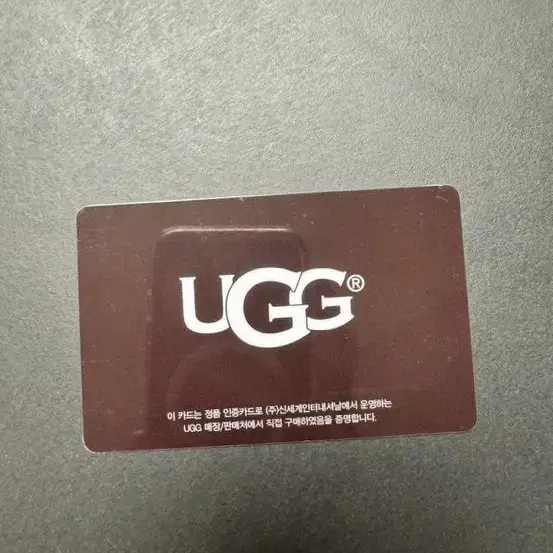 UGG®
이 카드는 정품 인증카드로 (주)신세계인터내셔날에서 운영하는
UGG 매장/판매처에서 직접 구매하였음을 증명합니다.